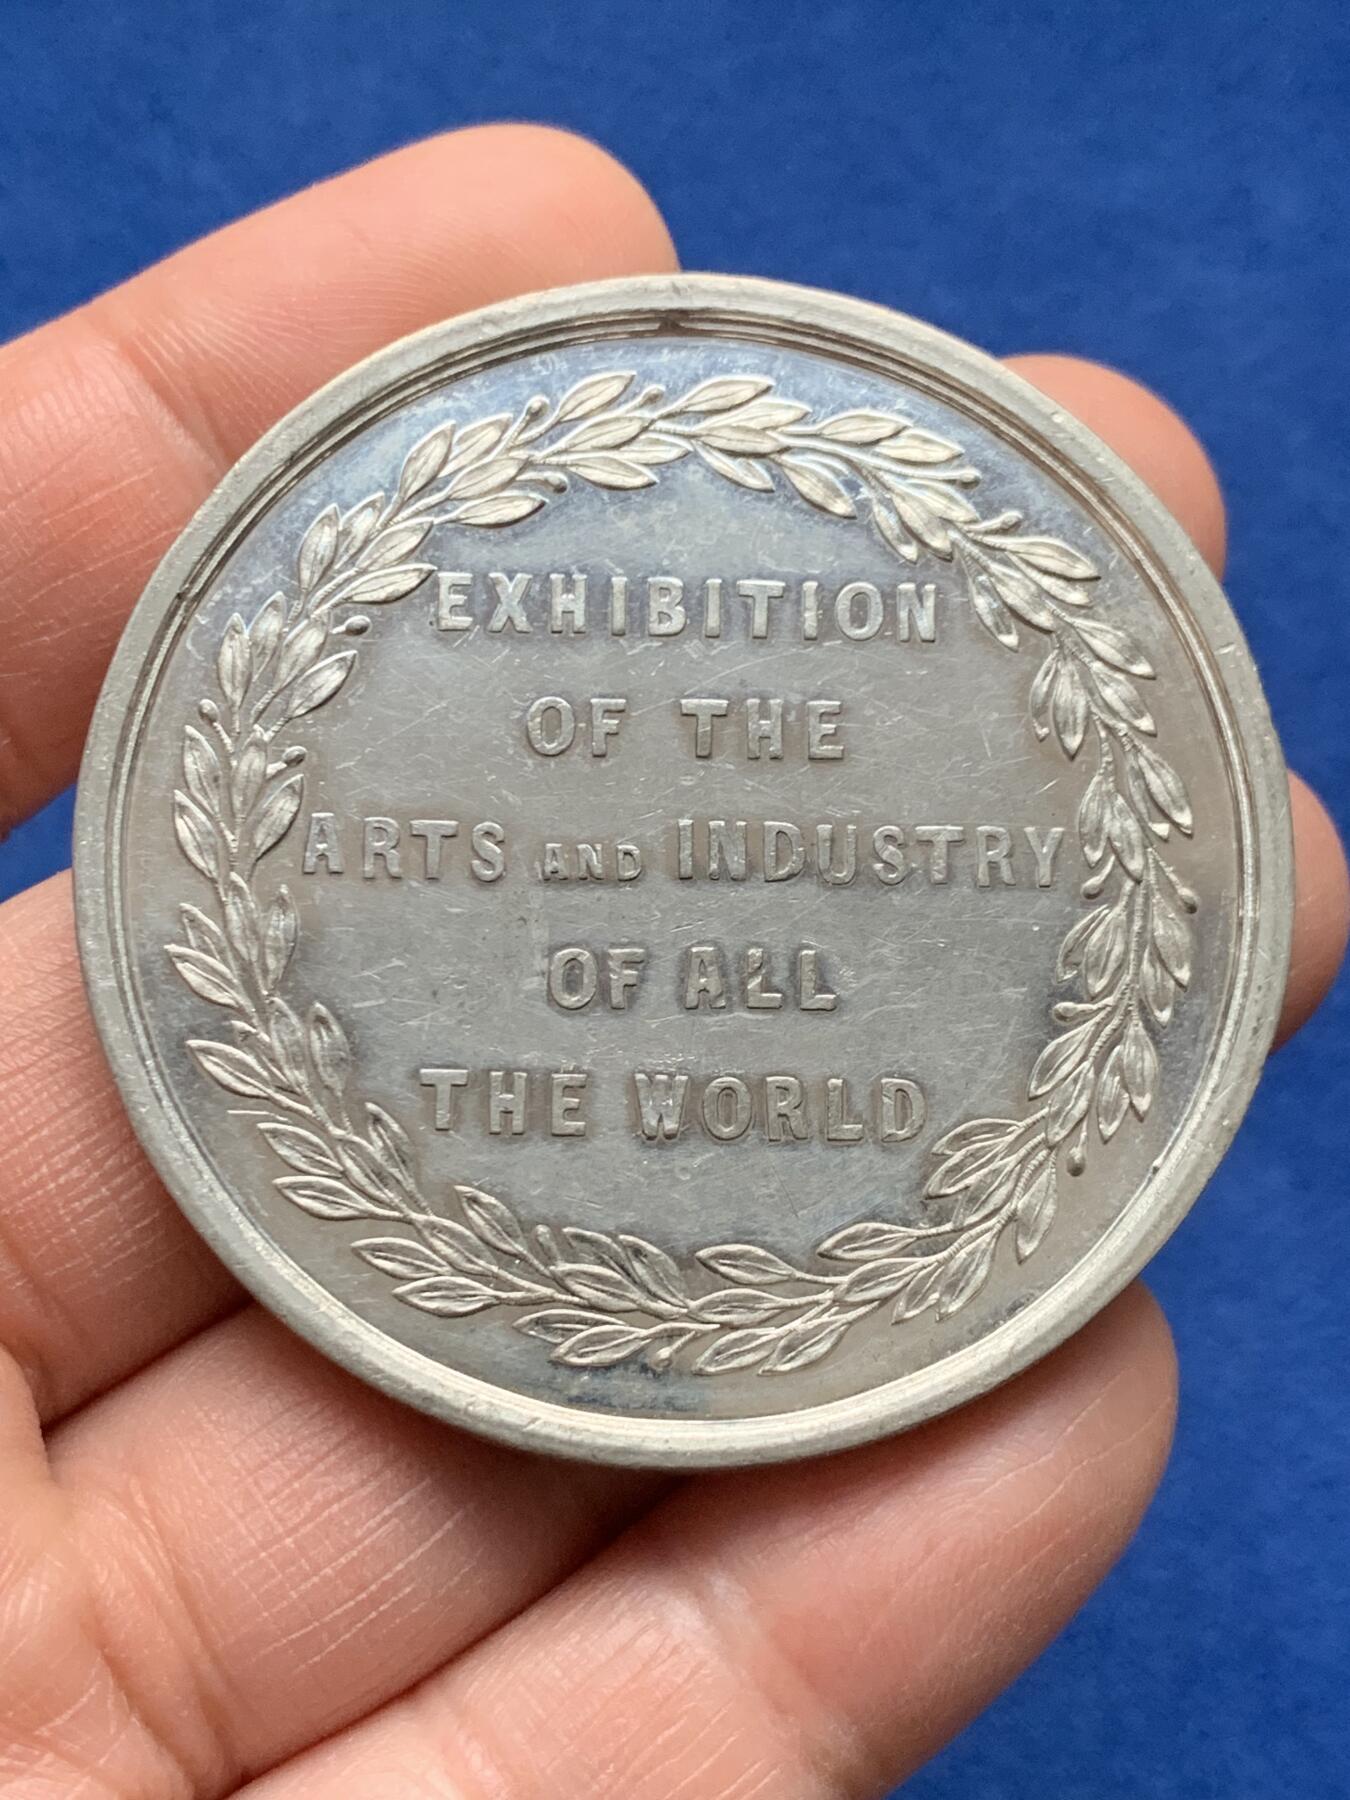 EXHIBITION
OF THE
ARTS AND INDUSTRY
OF ALL
THE WORLD